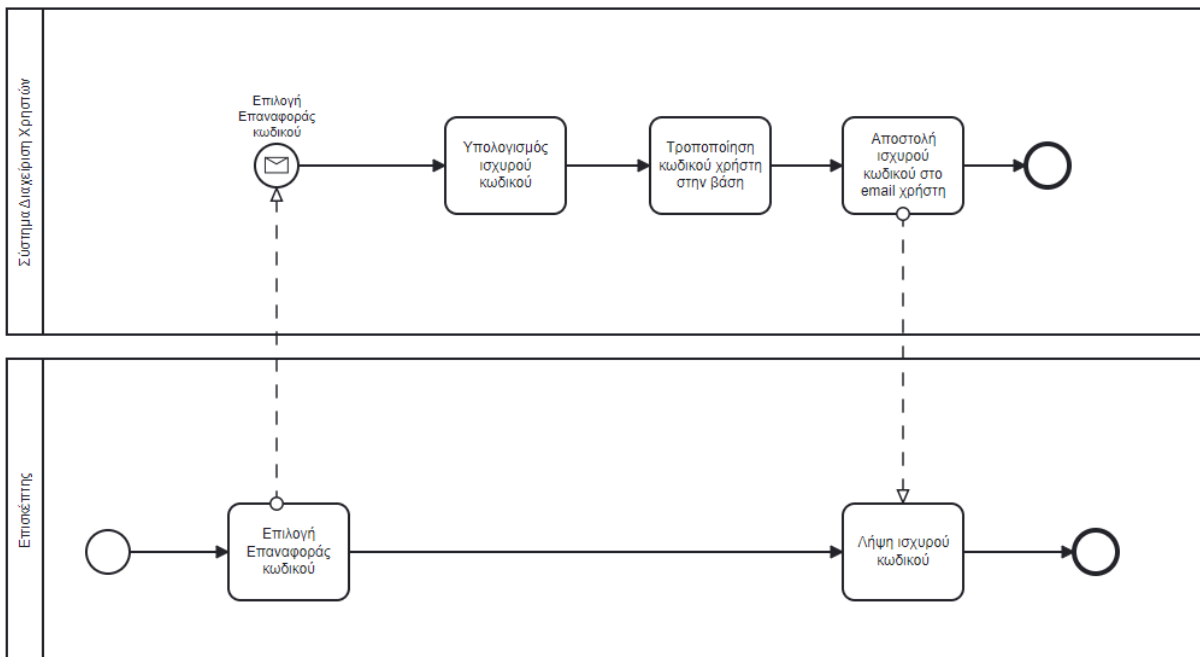 Σύστημα Διαχείριση Χρηστών
Επιλογή
Επαναφοράς
κωδικού
Υπολογισμός
ισχυρού
κωδικού
Τροποποίηση
κωδικού χρήστη
στην βάση
Αποστολή
ισχυρού
κωδικού στο
email χρήστη
Επισκέπτης
Επιλογή
Επαναφοράς
κωδικού
Λήψη ισχυρού
κωδικού